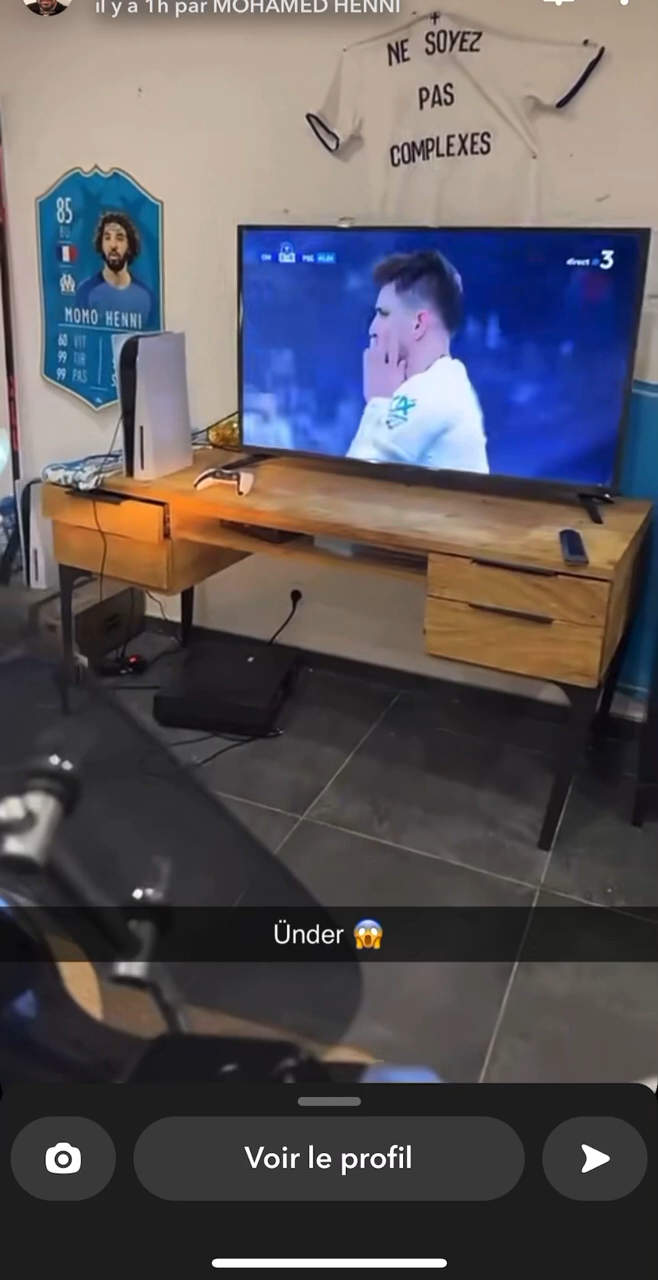 il y a 1h par MOHAMED HENNI
NE SOYEZ
PAS
COMPLEXES
85
BU
MOMO HENNI
60 VIT
99 TIR
99 PAS
OM
PSG
direct
3
Ünder 😱
Voir le profil